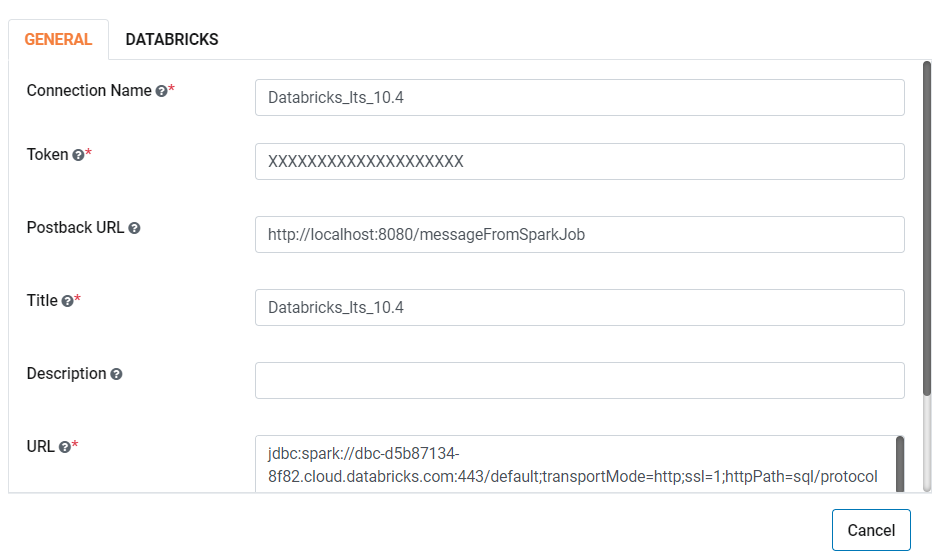 GENERAL DATABRICKS
Connection Name ?*
Databricks_lts_10.4
Token ?*
XXXXXXXXXXXXXXXXXXXX
Postback URL ?
http://localhost:8080/messageFromSparkJob
Title ?*
Databricks_lts_10.4
Description ?
URL ?*
jdbc:spark://dbc-d5b87134-
8f82.cloud.databricks.com:443/default;transportMode=http;ssl=1;httpPath=sql/protocol
Cancel